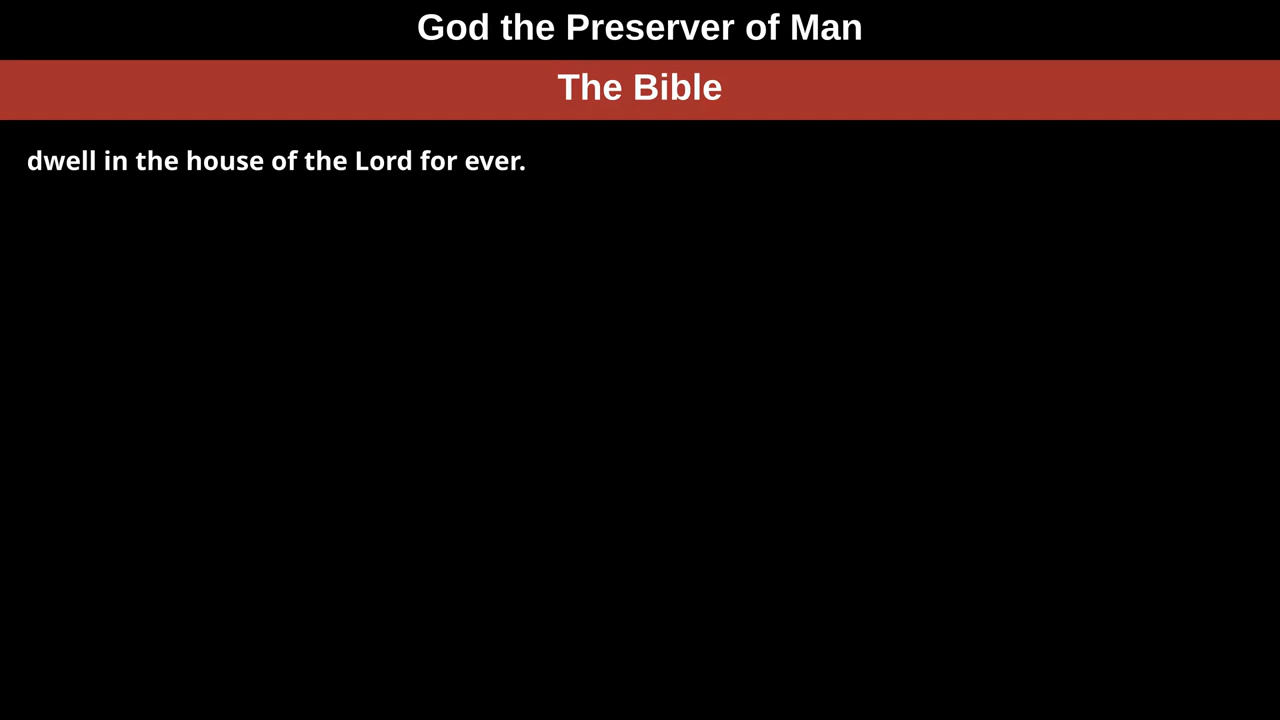 God the Preserver of Man
The Bible
dwell in the house of the Lord for ever.